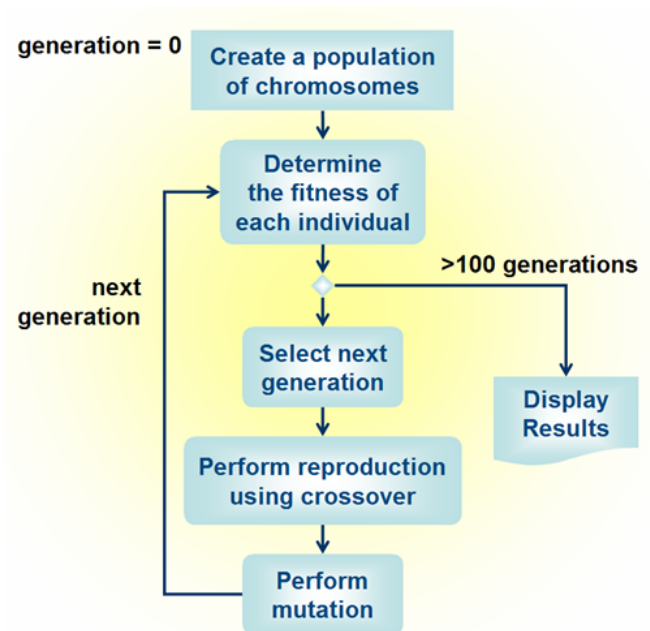 generation = 0
Create a population
of chromosomes
Determine
the fitness of
each individual
>100 generations
next
generation
Select next
generation
Display
Results
Perform reproduction
using crossover
Perform
mutation